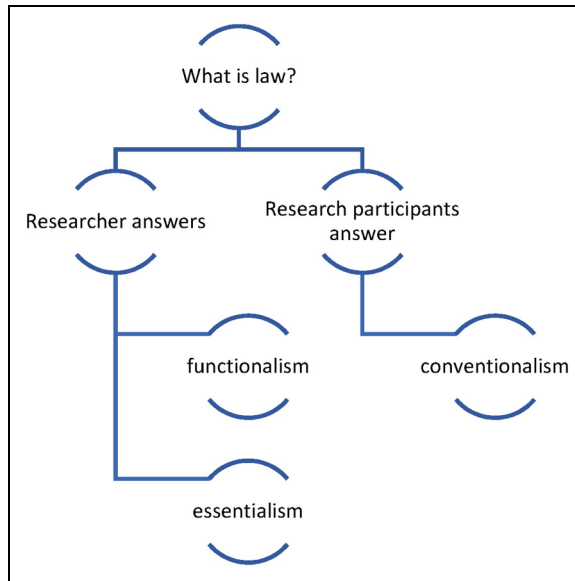 What is law?
Researcher answers
Research participants
answer
functionalism
conventionalism
essentialism